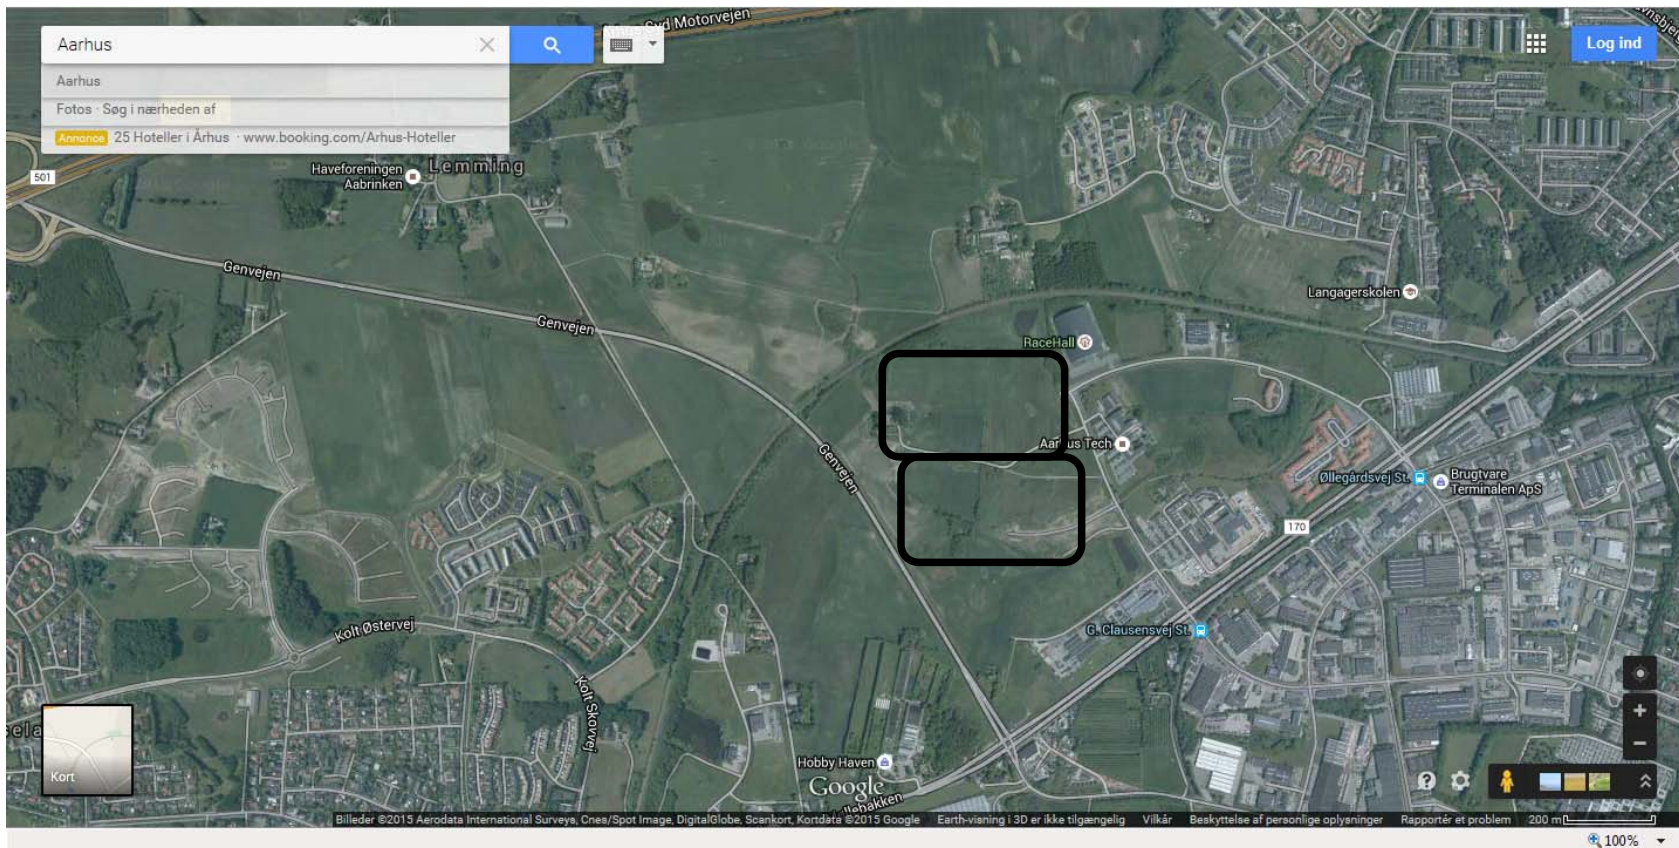 Aarhus
Aarhus
Fotos · Søg i nærheden af
Annonce 25 Hoteller i Århus · www.booking.com/Arhus-Hoteller
Syd Motorvejen
Log ind
501
Haveforeningen
Aabrinken
Lemming
Genvejen
Genvejen
Genvejen
Langagerskolen
RaceHall
Aarhus Tech
Øllegårdsvej St.
Brugtvare
Terminalen ApS
170
G. Clausensvej St.
Kolt Østervej
Kolt Skovvej
Hobby Haven
Google
Kort
Billeder ©2015 Aerodata International Surveys, Cnes/Spot Image, DigitalGlobe, Scankort, Kortdata ©2015 Google Earth-visning i 3D er ikke tilgængelig Vilkår Beskyttelse af personlige oplysninger Rapportér et problem 200 m
100%